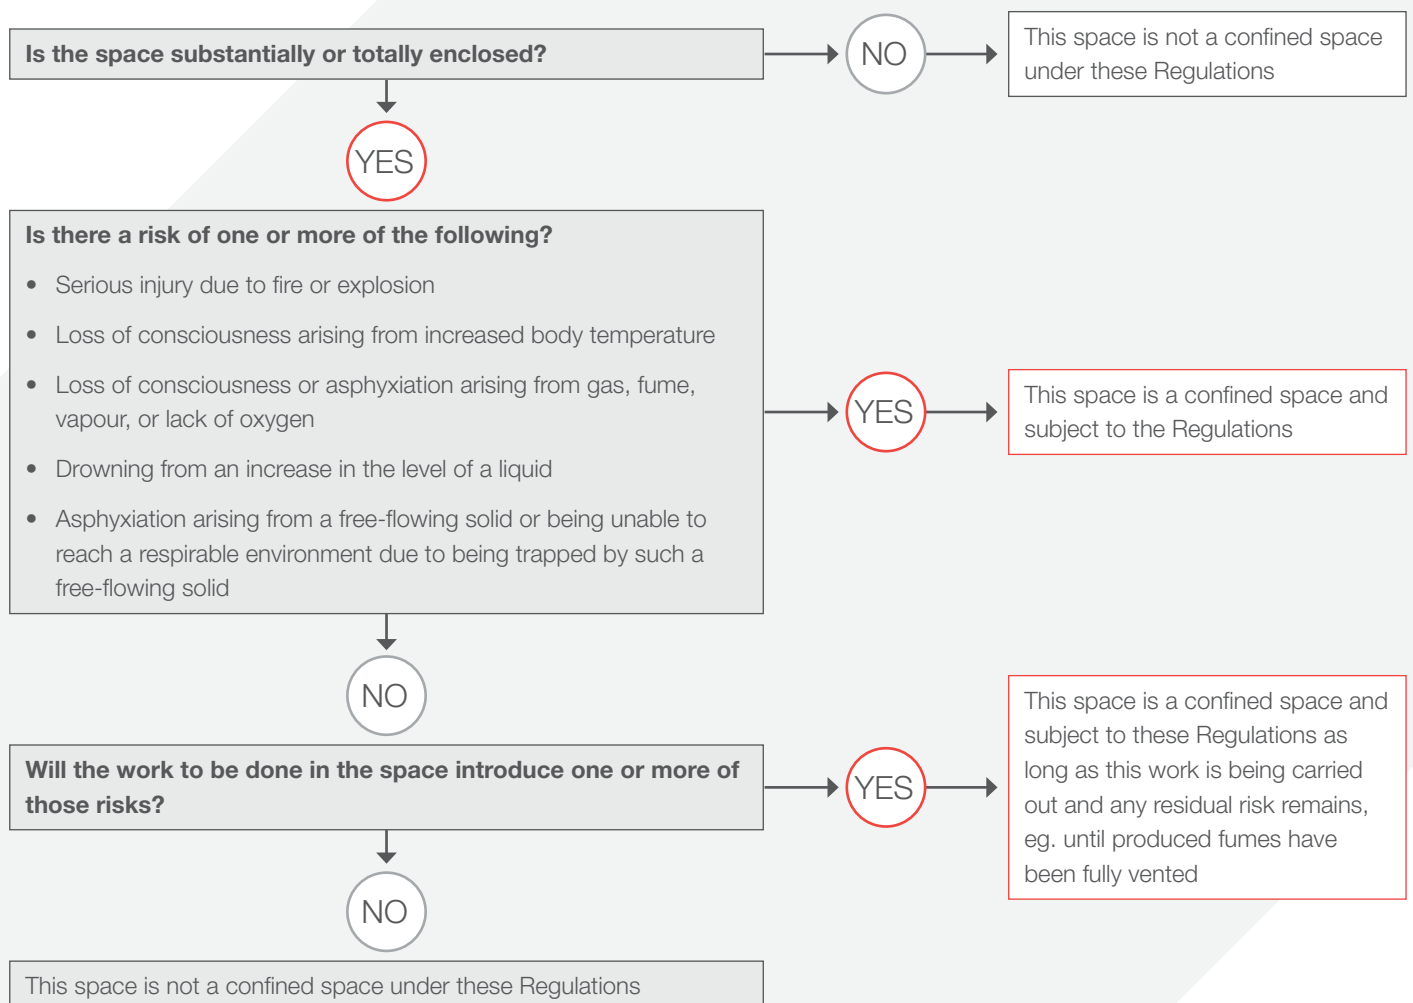 Is the space substantially or totally enclosed?
NO
This space is not a confined space
under these Regulations
YES
Is there a risk of one or more of the following?
• Serious injury due to fire or explosion
• Loss of consciousness arising from increased body temperature
• Loss of consciousness or asphyxiation arising from gas, fume,
vapour, or lack of oxygen
• Drowning from an increase in the level of a liquid
• Asphyxiation arising from a free-flowing solid or being unable to
reach a respirable environment due to being trapped by such a
free-flowing solid
YES
This space is a confined space and
subject to the Regulations
NO
Will the work to be done in the space introduce one or more of
those risks?
YES
This space is a confined space and
subject to these Regulations as
long as this work is being carried
out and any residual risk remains,
eg. until produced fumes have
been fully vented
NO
This space is not a confined space under these Regulations